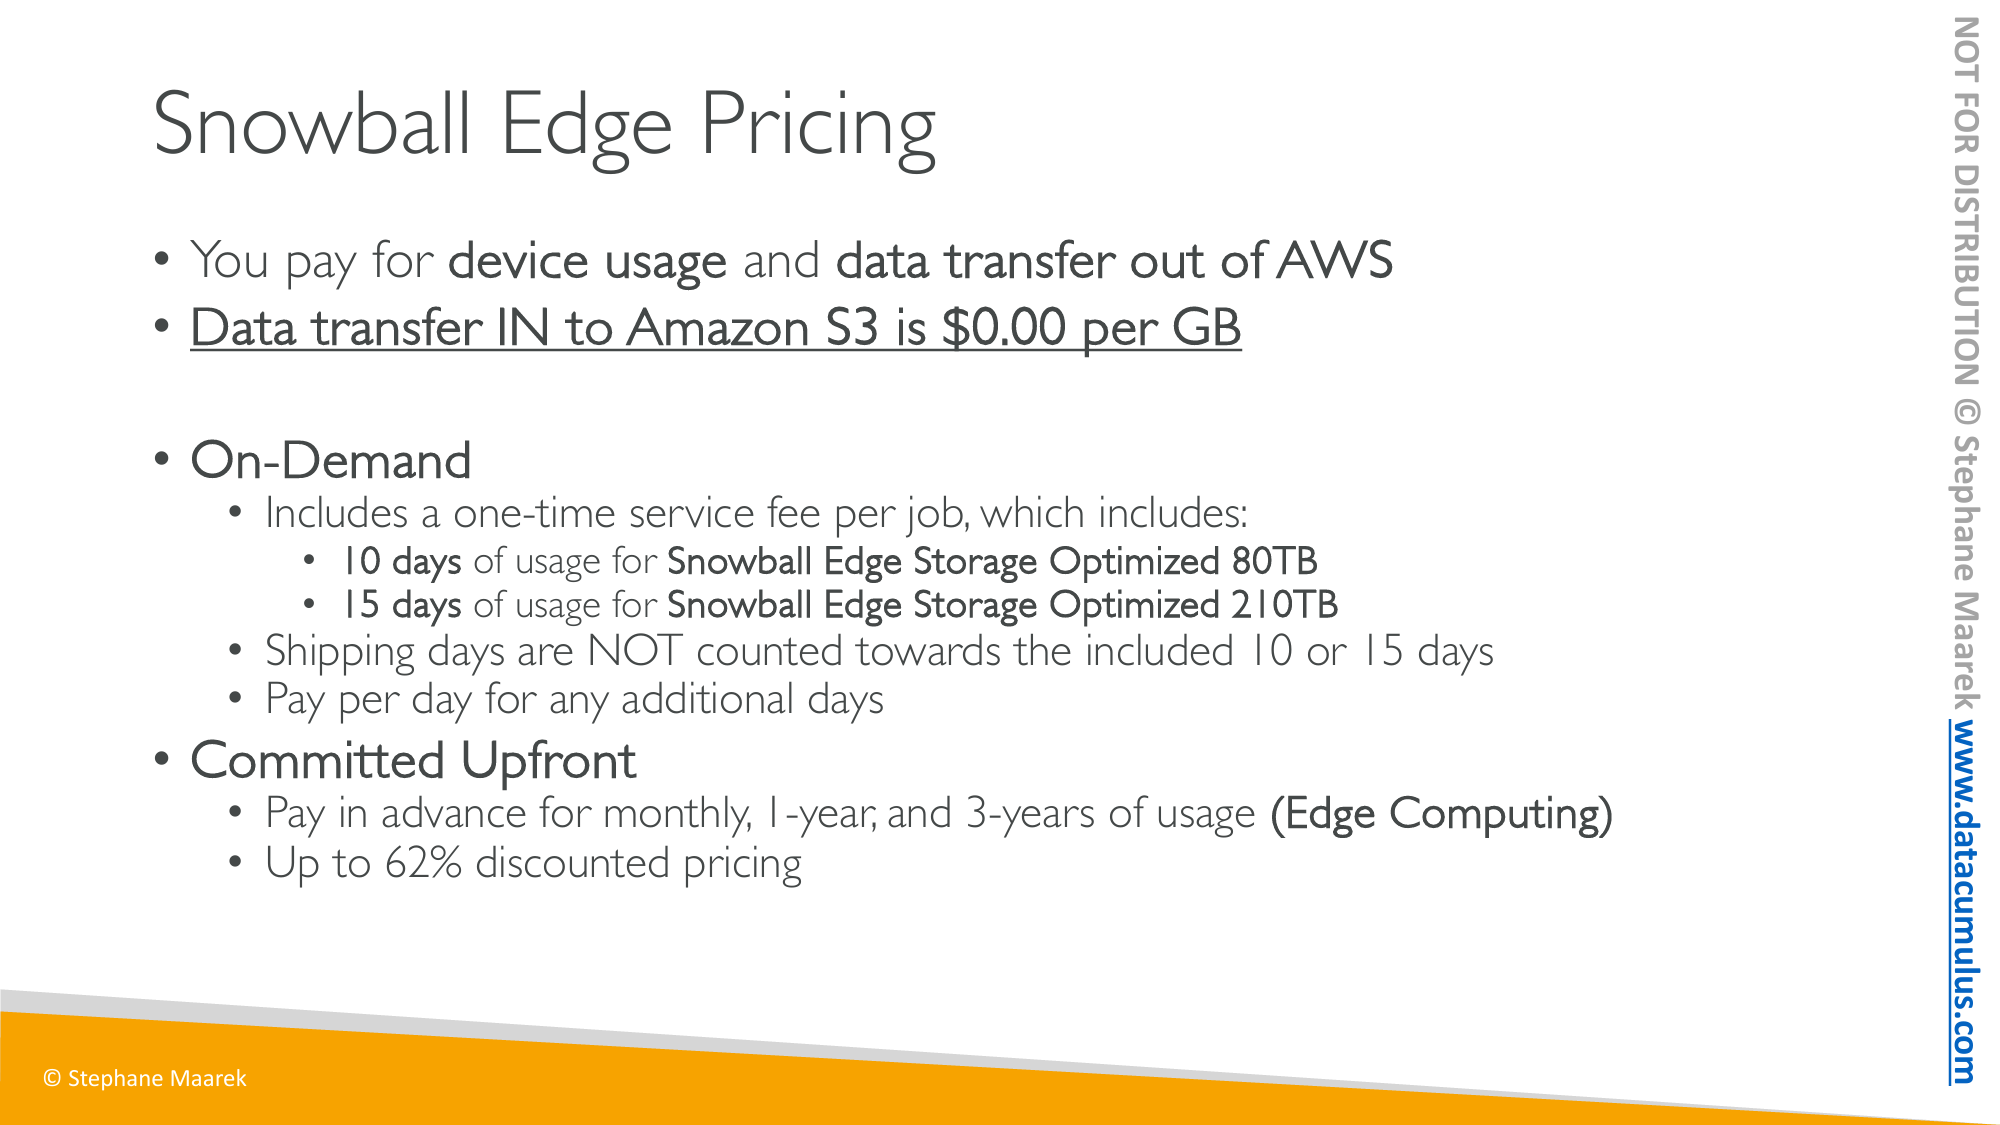 Snowball Edge Pricing
• You pay for device usage and data transfer out of AWS
• Data transfer IN to Amazon S3 is $0.00 per GB
• On-Demand
• Includes a one-time service fee per job, which includes:
• 10 days of usage for Snowball Edge Storage Optimized 80TB
• 15 days of usage for Snowball Edge Storage Optimized 210TB
• Shipping days are NOT counted towards the included 10 or 15 days
• Pay per day for any additional days
• Committed Upfront
• Pay in advance for monthly, 1-year, and 3-years of usage (Edge Computing)
• Up to 62% discounted pricing
© Stephane Maarek
NOT FOR DISTRIBUTION © Stephane Maarek www.datacumulus.com